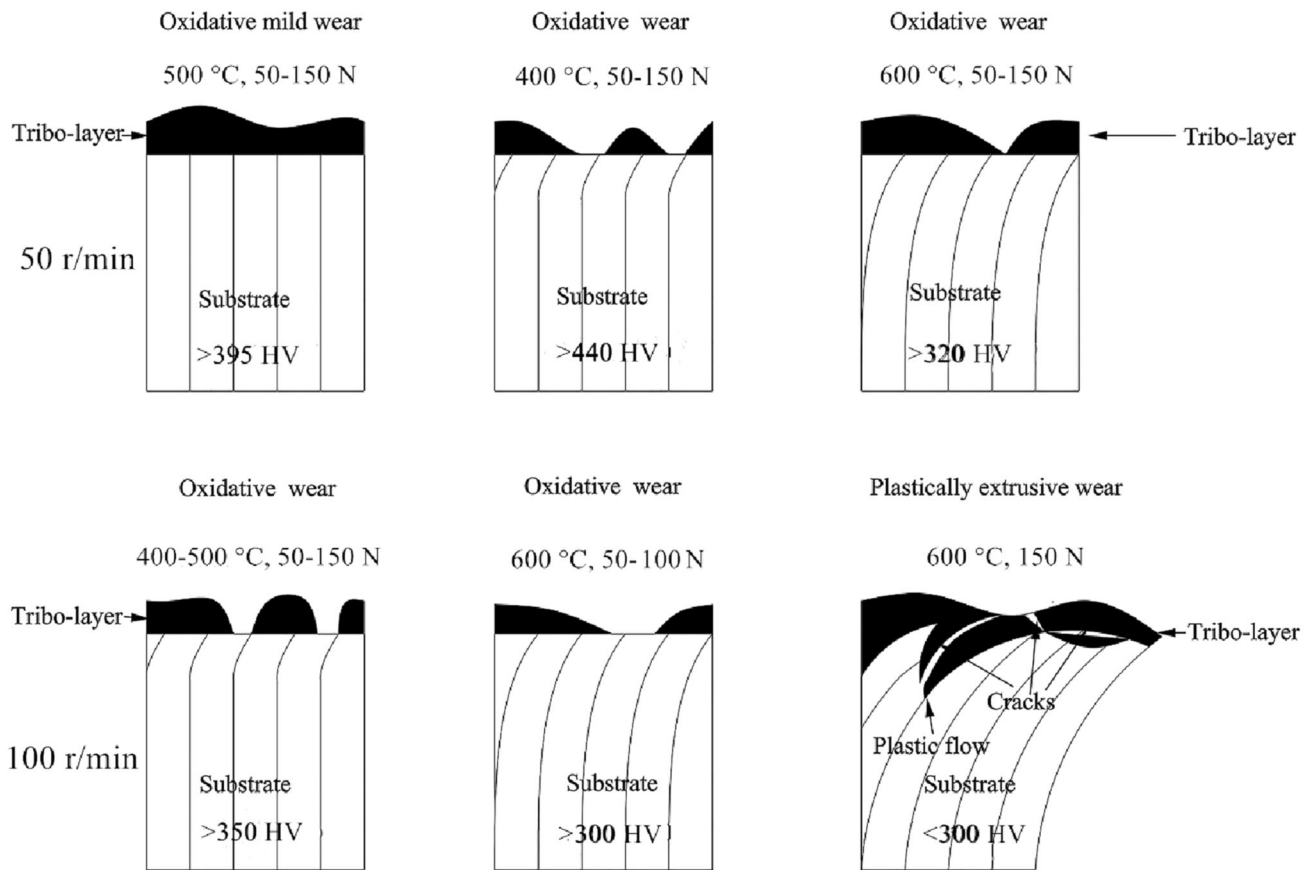 Oxidative mild wear
500 °C, 50-150 N
Oxidative wear
400 °C, 50-150 N
Oxidative wear
600 °C, 50-150 N
Tribo-layer
Tribo-layer
50 r/min
Substrate
>395 HV
Substrate
>440 HV
Substrate
>320 HV
Oxidative wear
400-500 °C, 50-150 N
Oxidative wear
600 °C, 50-100 N
Plastically extrusive wear
600 °C, 150 N
Tribo-layer
Tribo-layer
Cracks
Plastic flow
100 r/min
Substrate
>350 HV
Substrate
>300 HV
Substrate
<300 HV